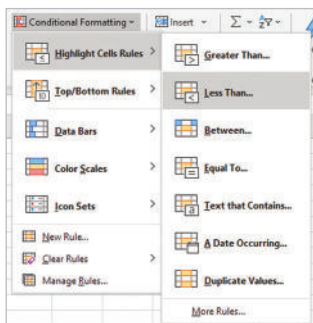 Conditional Formatting
Insert
Highlight Cells Rules
Top/Bottom Rules
Data Bars
Color Scales
Icon Sets
New Rule...
Clear Rules
Manage Rules...
Greater Than...
Less Than...
Between...
Equal To...
Text that Contains...
A Date Occurring...
Duplicate Values...
More Rules...